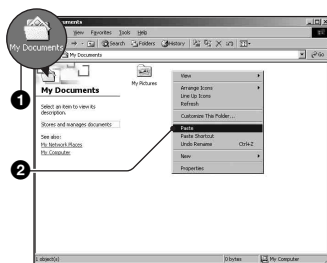 My Documents
View Favorites Tools Help
Search Folders History
My Documents
Go
1
My Documents
Select an item to view its
description.
Stores and manages documents
See also:
My Network Places
My Computer
My Pictures
View
Arrange Icons
Line Up Icons
Refresh
Customize This Folder...
Paste
Paste Shortcut
Undo Rename Ctrl+Z
New
Properties
2
1 object(s)
0 bytes
My Computer